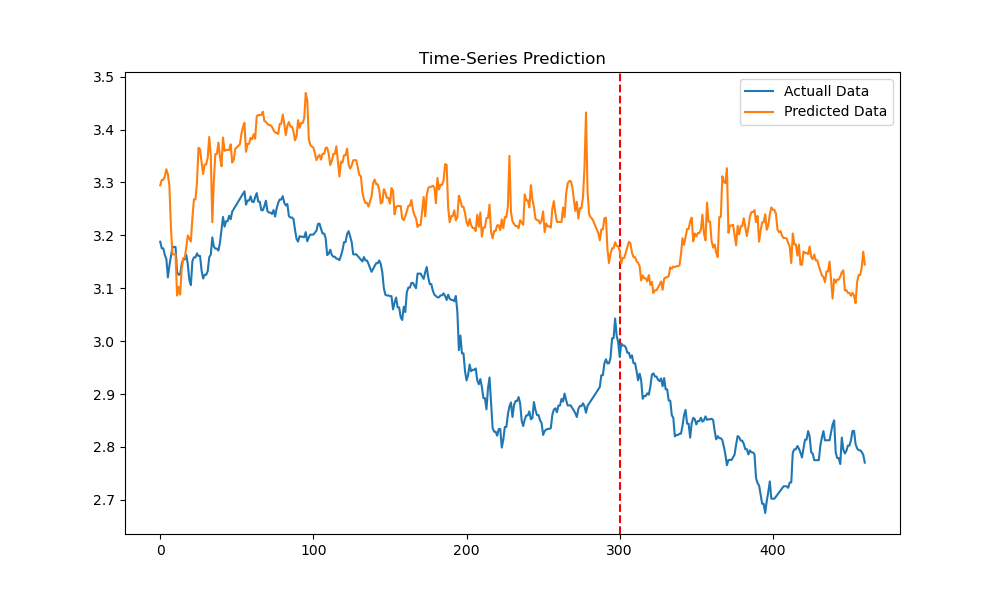 Time-Series Prediction
Actuall Data
Predicted Data
3.5
3.4
3.3
3.2
3.1
3.0
2.9
2.8
2.7
0 100 200 300 400